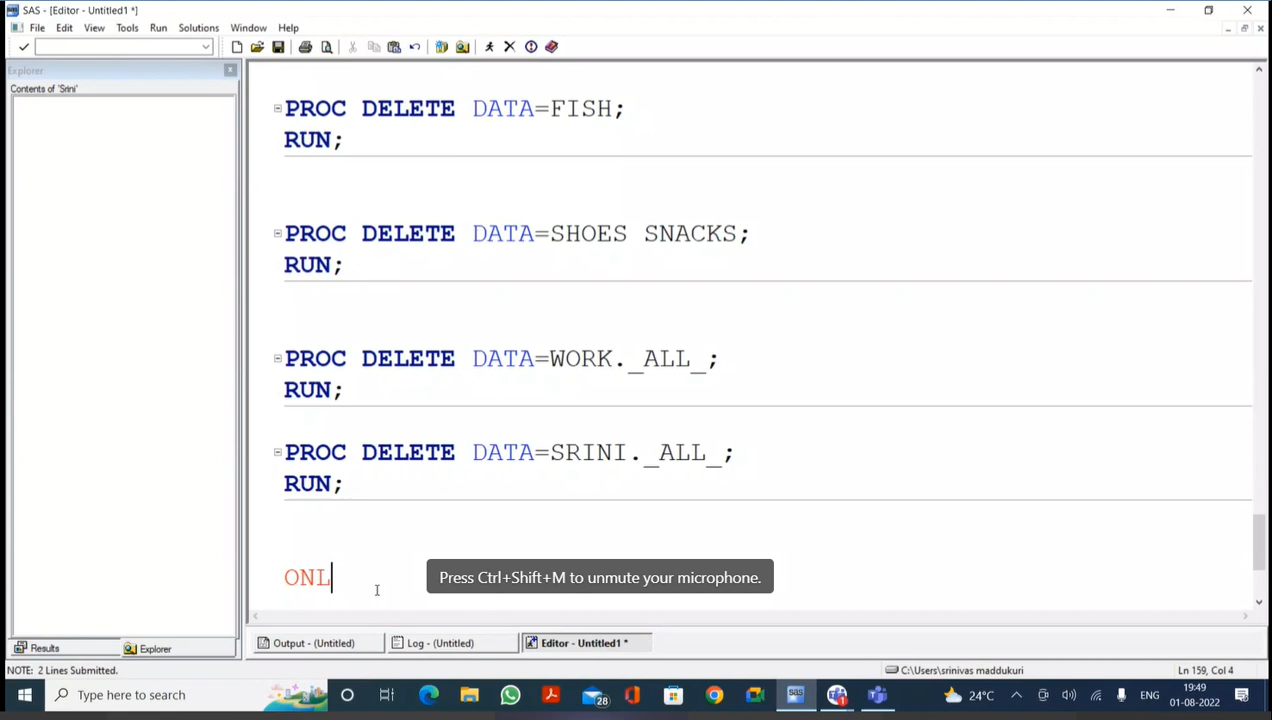 SAS - [Editor - Untitled1 *]
File Edit View Tools Run Solutions Window Help
Explorer
Contents of 'Srini'
PROC DELETE DATA=FISH;
RUN;
PROC DELETE DATA=SHOES SNACKS;
RUN;
PROC DELETE DATA=WORK._ALL_;
RUN;
PROC DELETE DATA=SRINI._ALL_;
RUN;
ONL
Press Ctrl+Shift+M to unmute your microphone.
Results Explorer
Output - (Untitled) Log - (Untitled) Editor - Untitled1 *
NOTE: 2 Lines Submitted. C:\Users\srinivas maddukuri Ln 159, Col 4
Type here to search 28 sas 1 24°C ENG 19:49
01-08-2022